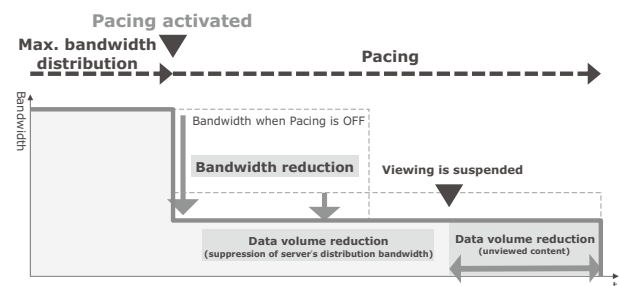 Pacing activated
Max. bandwidth
distribution
Pacing
Bandwidth
Bandwidth when Pacing is OFF
Bandwidth reduction
Viewing is suspended
Data volume reduction
(suppression of server's distribution bandwidth)
Data volume reduction
(unviewed content)
t